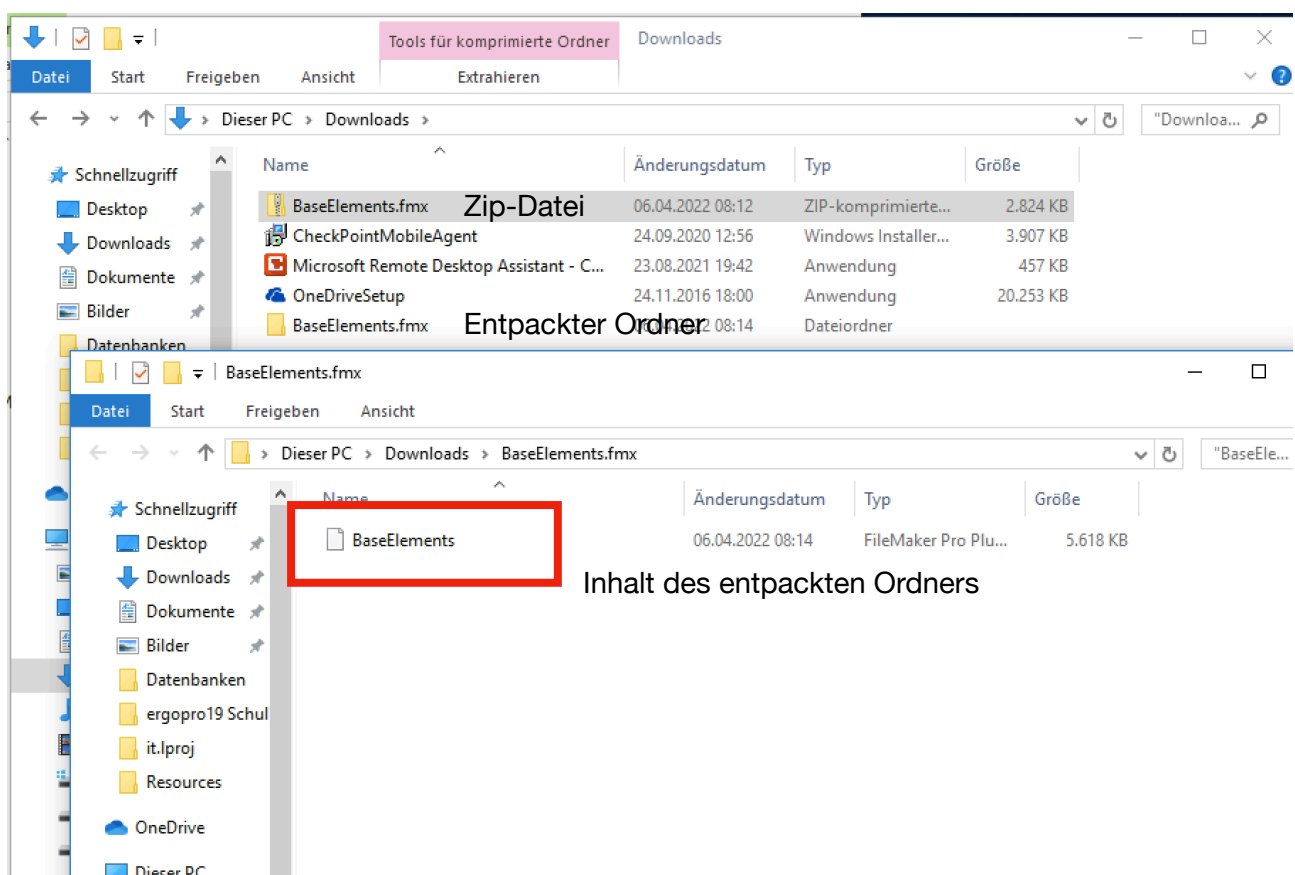 Tools für komprimierte Ordner Downloads
Datei Start Freigeben Ansicht Extrahieren
Dieser PC > Downloads > "Downloa...
Schnellzugriff
Desktop
Downloads
Dokumente
Bilder
Datenbanken
Name Änderungsdatum Typ Größe
BaseElements.fmx Zip-Datei 06.04.2022 08:12 ZIP-komprimierte... 2.824 KB
CheckPointMobileAgent 24.09.2020 12:56 Windows Installer... 3.907 KB
Microsoft Remote Desktop Assistant - C... 23.08.2021 19:42 Anwendung 457 KB
OneDriveSetup 24.11.2016 18:00 Anwendung 20.253 KB
BaseElements.fmx Entpackter Ordner 06.04.2022 08:14 Dateiordner
BaseElements.fmx
Datei Start Freigeben Ansicht
Dieser PC > Downloads > BaseElements.fmx "BaseEle...
Schnellzugriff
Desktop
Downloads
Dokumente
Bilder
Datenbanken
ergopro19 Schul
it.lproj
Resources
OneDrive
Dieser PC
Name Änderungsdatum Typ Größe
BaseElements 06.04.2022 08:14 FileMaker Pro Plu... 5.618 KB
Inhalt des entpackten Ordners